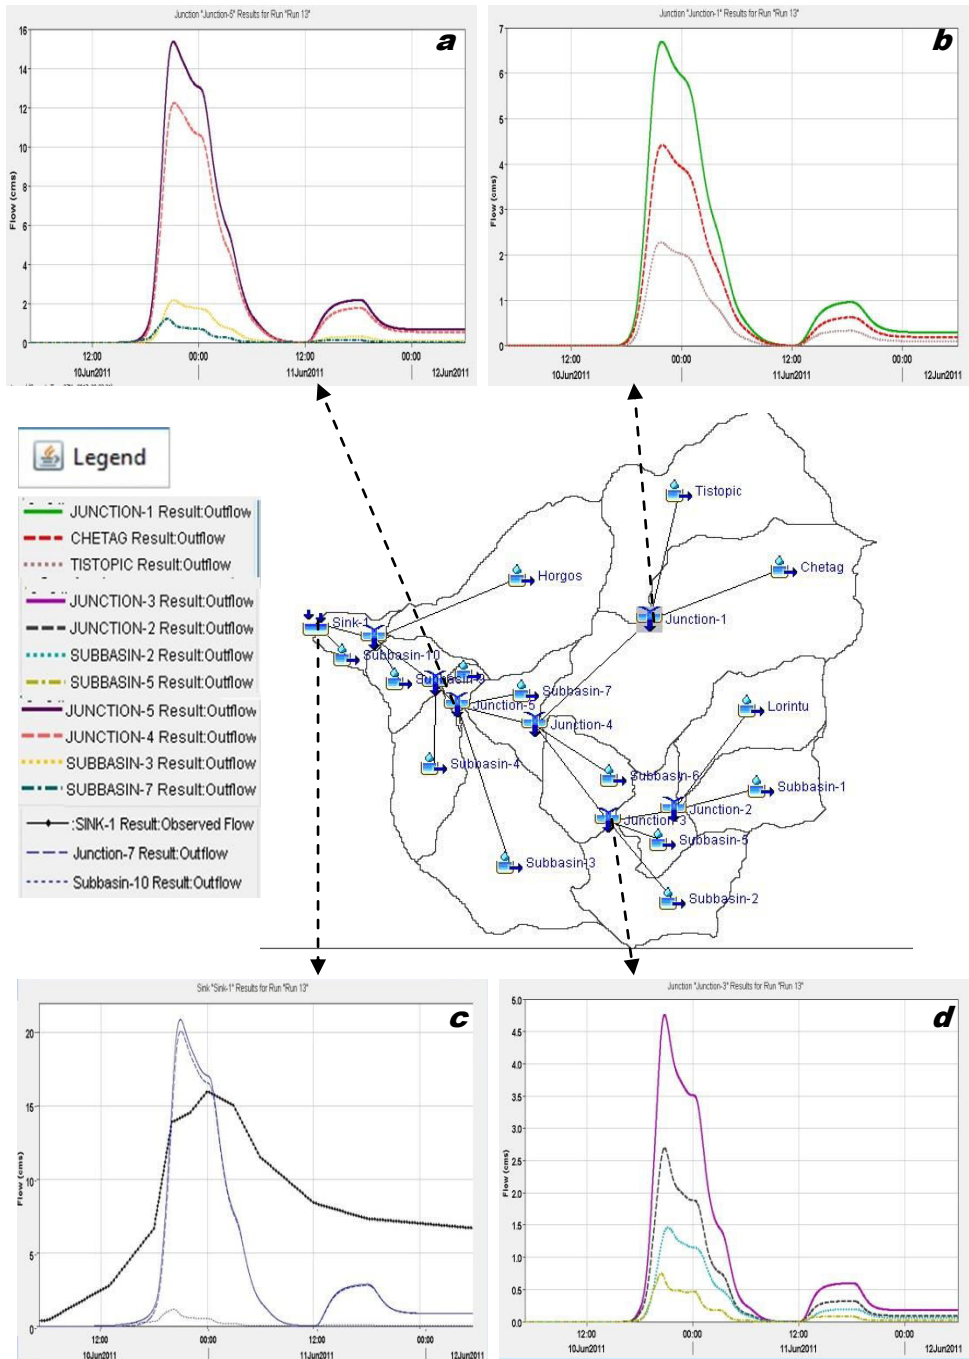 Junction "Junction-5" Results for Run "Run 13"
a
16
14
12
10
8
6
4
2
0
Flow (cms)
12:00
00:00
12:00
00:00
10Jun2011
11Jun2011
12Jun2011
Junction "Junction-1" Results for Run "Run 13"
b
7
6
5
4
3
2
1
0
Flow (cms)
12:00
00:00
12:00
00:00
10Jun2011
11Jun2011
12Jun2011
Legend
JUNCTION-1 Result:Outflow
CHETAG Result:Outflow
TISTOPIC Result:Outflow
JUNCTION-3 Result:Outflow
JUNCTION-2 Result:Outflow
SUBBASIN-2 Result:Outflow
SUBBASIN-5 Result:Outflow
JUNCTION-5 Result:Outflow
JUNCTION-4 Result:Outflow
SUBBASIN-3 Result:Outflow
SUBBASIN-7 Result:Outflow
:SINK-1 Result:Observed Flow
Junction-7 Result:Outflow
Subbasin-10 Result:Outflow
Tistopic
Chetag
Horgos
Sink-1
Junction-1
Subbasin-10
Subbasin-7
Junction-5
Junction-4
Lorintu
Subbasin-4
Subbasin-6
Subbasin-1
Junction-2
Junction-3
Subbasin-5
Subbasin-3
Subbasin-2
Sink "Sink-1" Results for Run "Run 13"
c
20
15
10
5
0
Flow (cms)
12:00
00:00
12:00
00:00
10Jun2011
11Jun2011
12Jun2011
Junction "Junction-3" Results for Run "Run 13"
d
5.0
4.5
4.0
3.5
3.0
2.5
2.0
1.5
1.0
0.5
0.0
Flow (cms)
12:00
00:00
12:00
00:00
10Jun2011
11Jun2011
12Jun2011